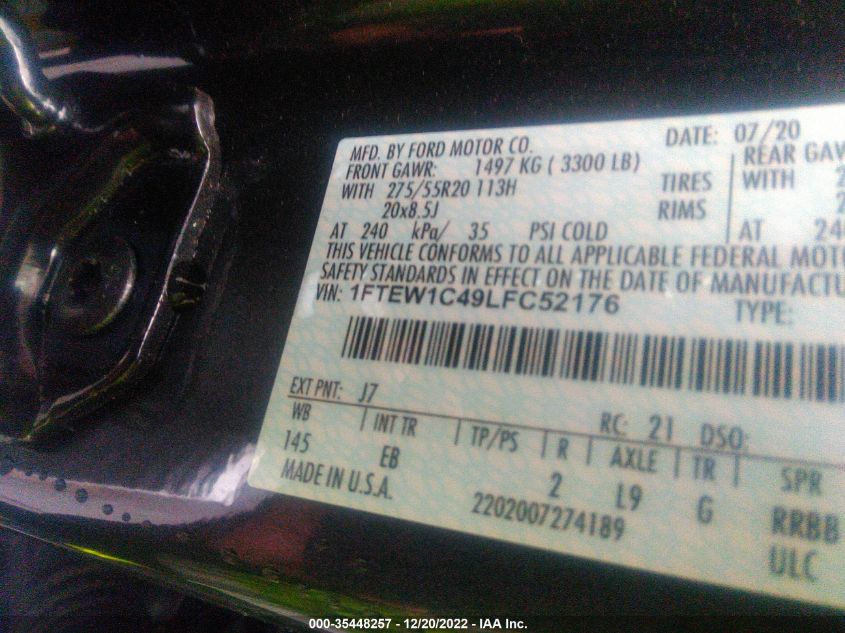 MFD. BY FORD MOTOR CO.
DATE: 07/20
FRONT GAWR: 1497 KG ( 3300 LB)
REAR GAW
WITH 275/55R20 113H TIRES
WITH 2
20x8.5J RIMS
2
AT 240 kPa/ 35 PSI COLD
AT 240
THIS VEHICLE CONFORMS TO ALL APPLICABLE FEDERAL MOTO
SAFETY STANDARDS IN EFFECT ON THE DATE OF MANUFACTU
VIN: 1FTEW1C49LFC52176
TYPE:
EXT PNT: J7
RC: 21 DSO:
WB INT TR TP/PS R AXLE TR SPR
145 EB 2 L9 G RRBB
MADE IN U.S.A.
2202007274189
ULC
000-35448257 - 12/20/2022 - IAA Inc.